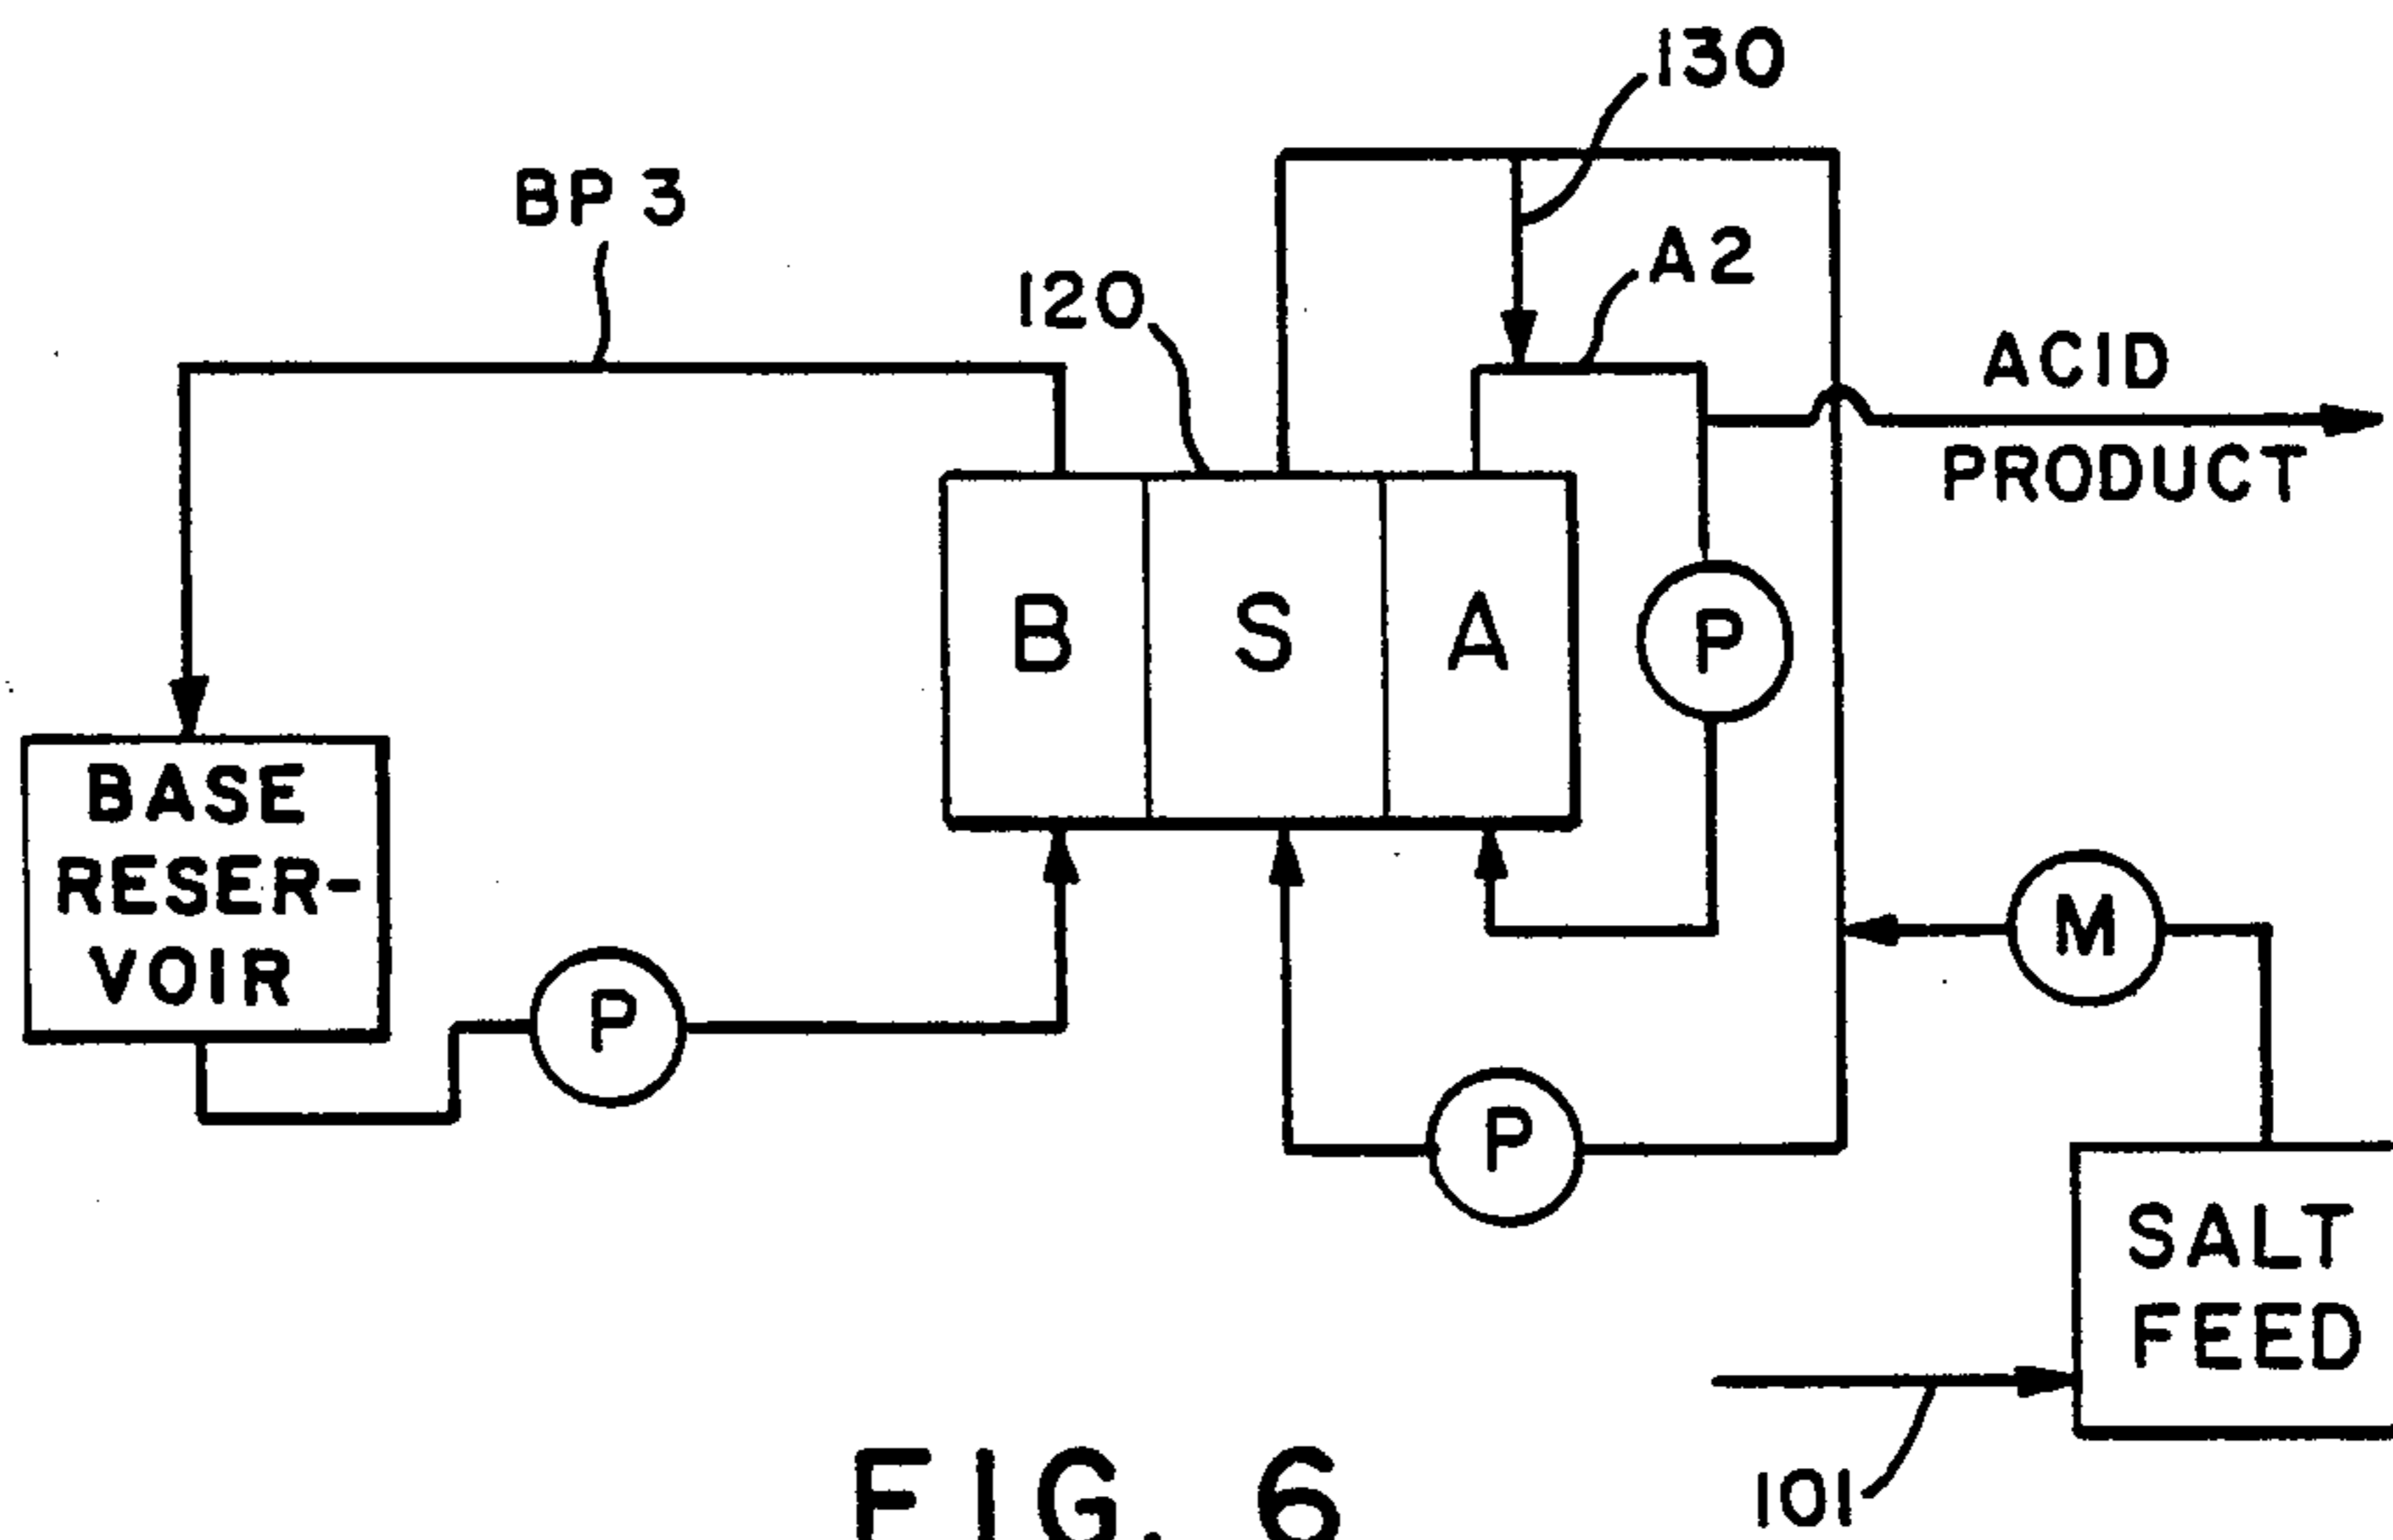 130
BP 3
A2
120
ACID
PRODUCT
B S A
P
BASE
RESER-
VOIR
M
P
P
SALT
FEED
101
FIG. 6